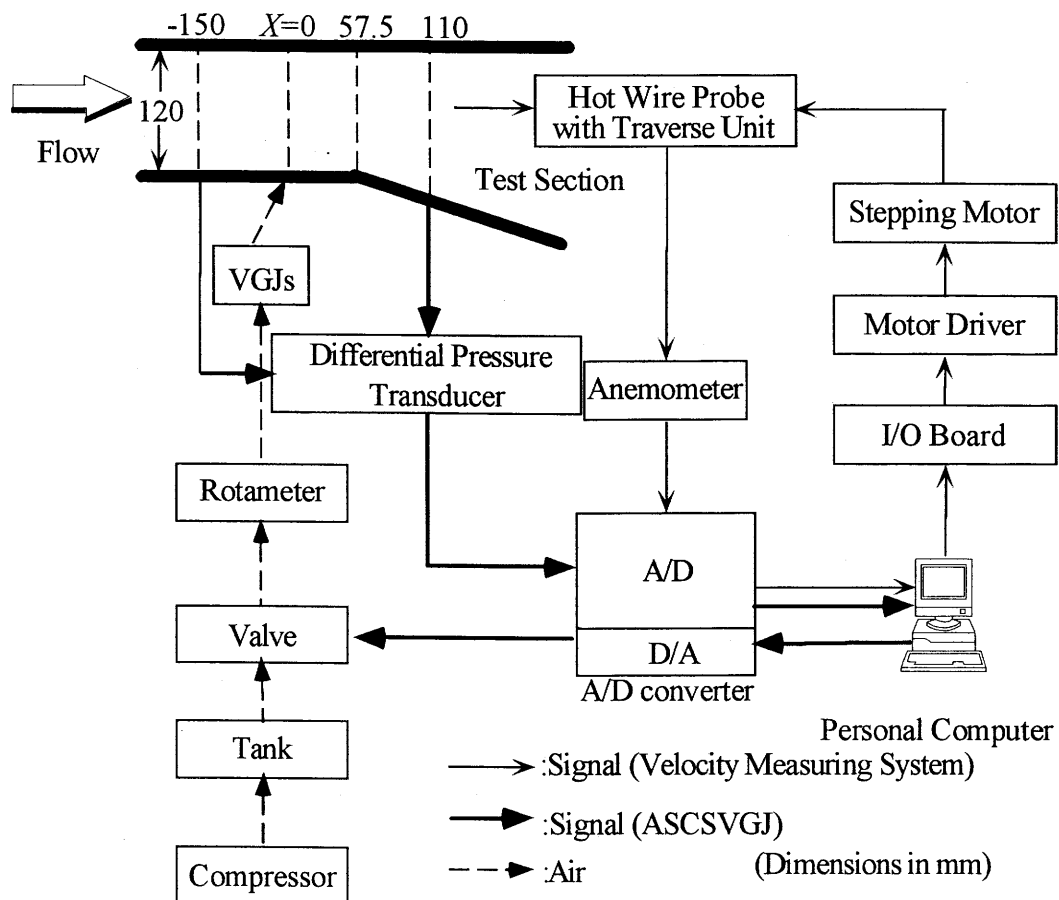 -150 X=0 57.5 110
120
Flow
Hot Wire Probe
with Traverse Unit
Test Section
Stepping Motor
VGJs
Motor Driver
Differential Pressure
Transducer
Anemometer
I/O Board
Rotameter
A/D
Valve
D/A
A/D converter
Personal Computer
Tank
:Signal (Velocity Measuring System)
:Signal (ASCSVGJ)
:Air
(Dimensions in mm)
Compressor